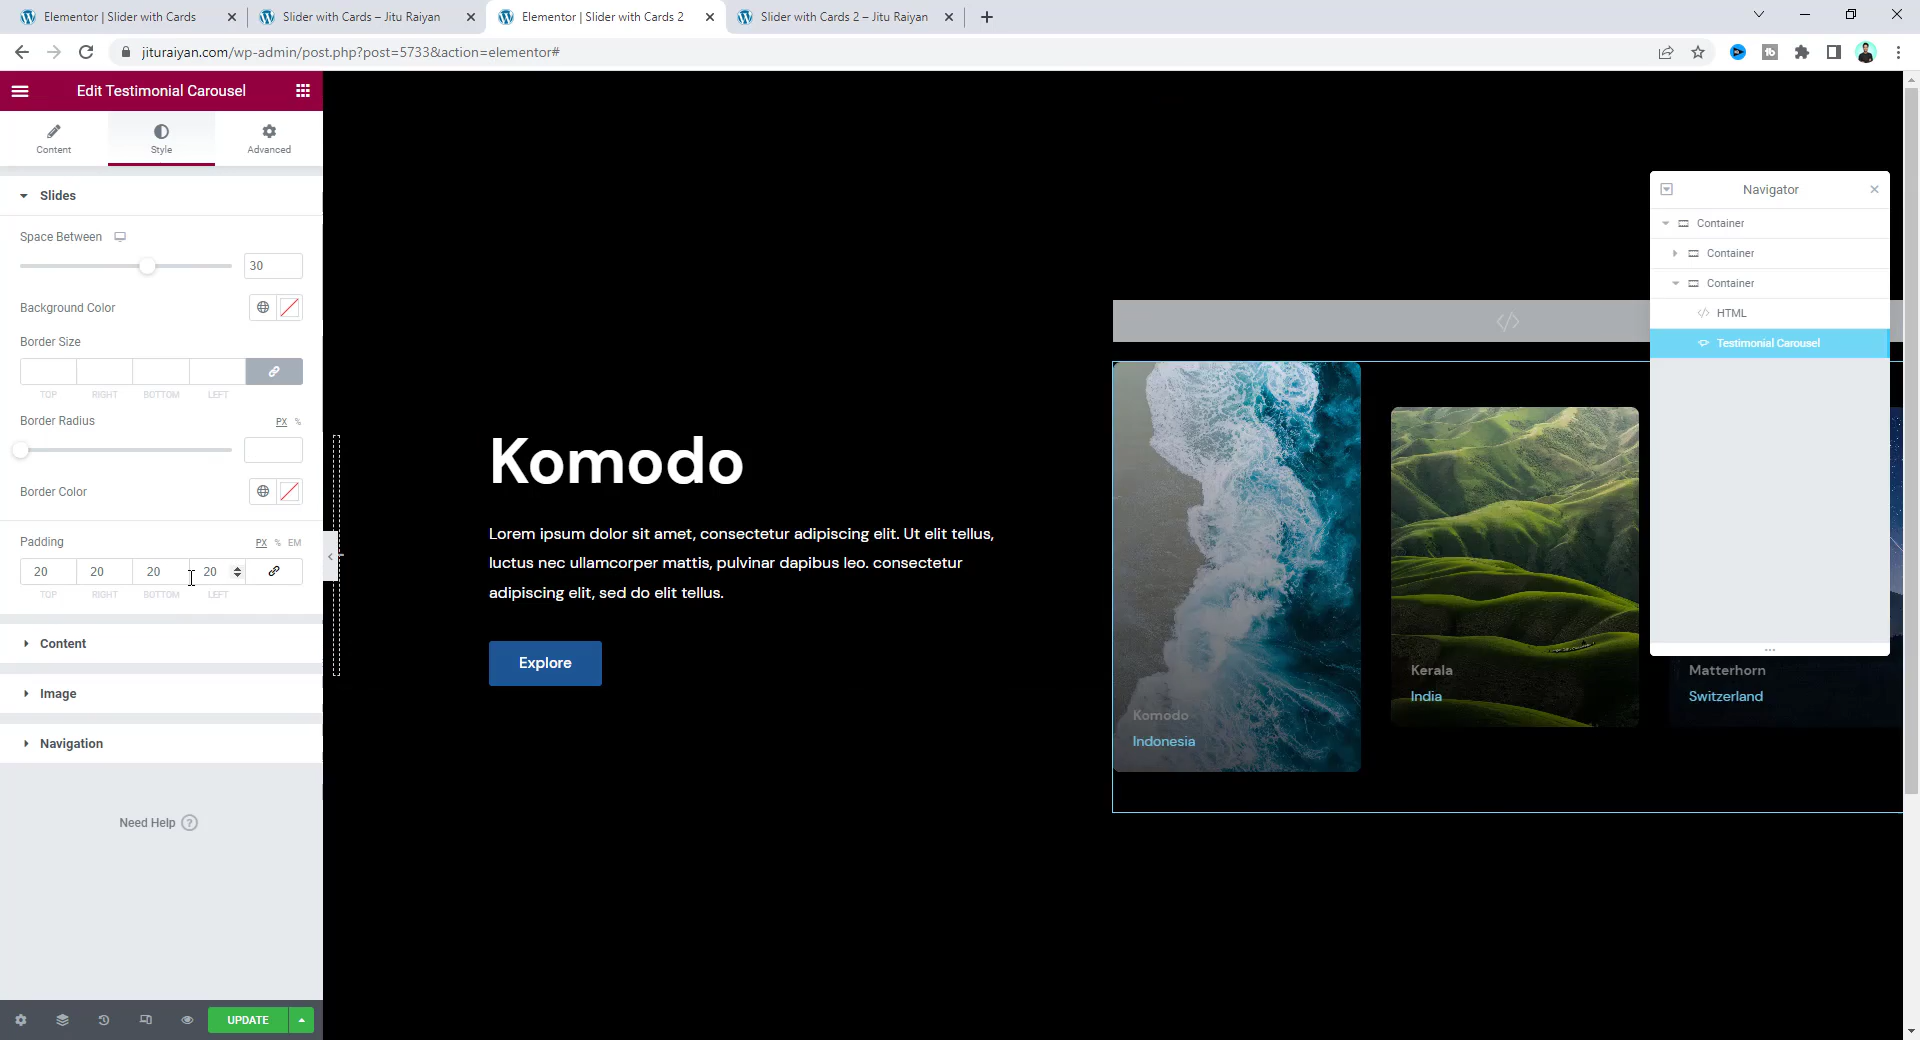 Elementor | Slider with Cards
Slider with Cards – Jitu Raiyan
Elementor | Slider with Cards 2
Slider with Cards 2 – Jitu Raiyan
jituraiyan.com/wp-admin/post.php?post=5733&action=elementor#
Edit Testimonial Carousel
Content
Style
Advanced
Slides
Space Between
30
Background Color
Border Size
TOP RIGHT BOTTOM LEFT
Border Radius PX %
Border Color
Padding PX % EM
20 20 20 20
TOP RIGHT BOTTOM LEFT
Content
Image
Navigation
Need Help ?
UPDATE
Komodo
Lorem ipsum dolor sit amet, consectetur adipiscing elit. Ut elit tellus,
luctus nec ullamcorper mattis, pulvinar dapibus leo. consectetur
adipiscing elit, sed do elit tellus.
Explore
Komodo
Indonesia
Kerala
India
Matterhorn
Switzerland
Navigator
Container
Container
Container
HTML
Testimonial Carousel